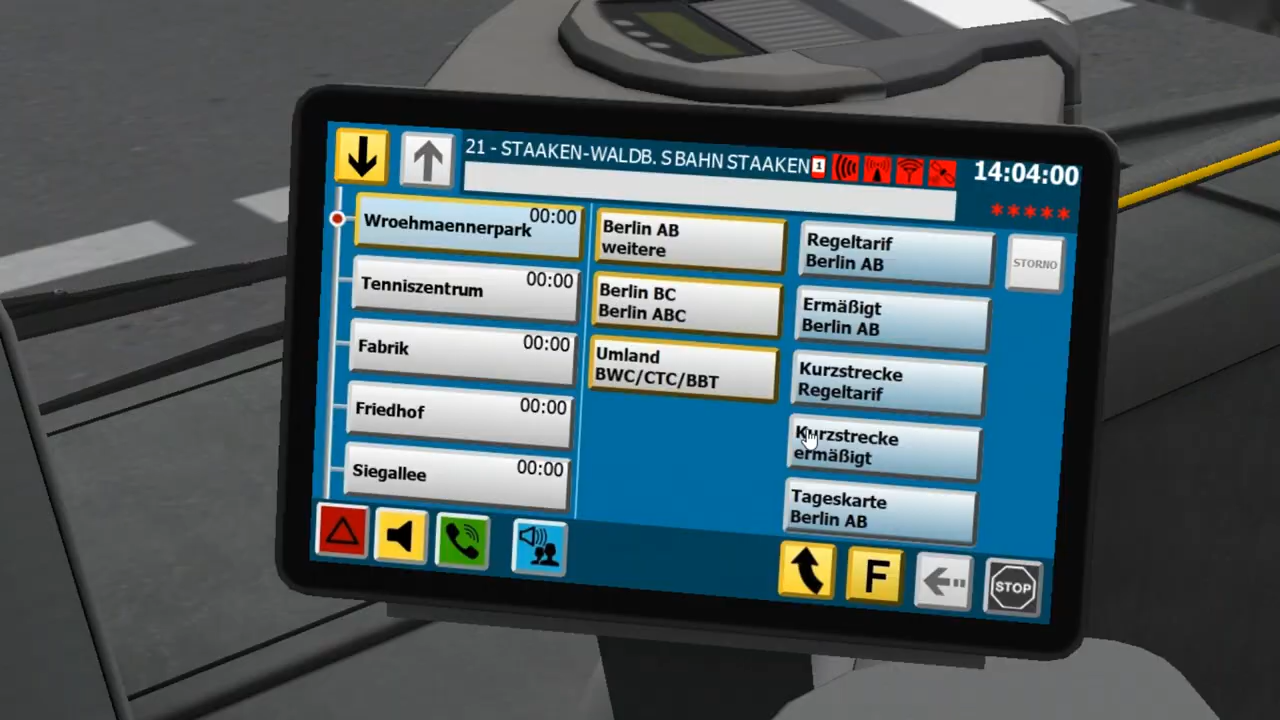 21 - STAAKEN-WALDB. S BAHN STAAKEN
1
14:04:00
*****
Wroehmaennerpark 00:00
Tenniszentrum 00:00
Fabrik 00:00
Friedhof 00:00
Siegallee 00:00
Berlin AB
weitere
Berlin BC
Berlin ABC
Umland
BWC/CTC/BBT
Regeltarif
Berlin AB
Ermäßigt
Berlin AB
Kurzstrecke
Regeltarif
Kurzstrecke
ermäßigt
Tageskarte
Berlin AB
STORNO
F
STOP